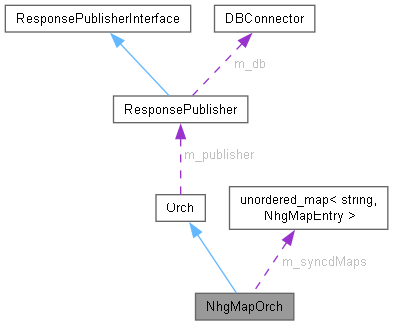 ResponsePublisherInterface
DBConnector
m_db
ResponsePublisher
m_publisher
Orch
unordered_map< string,
NhgMapEntry >
m_syncdMaps
NhgMapOrch